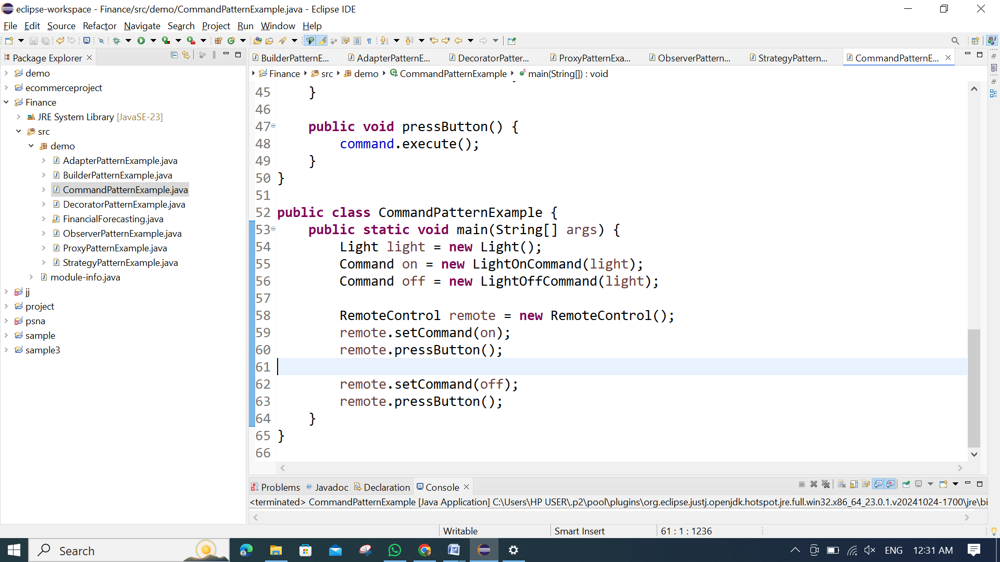 eclipse-workspace - Finance/src/demo/CommandPatternExample.java - Eclipse IDE
File Edit Source Refactor Navigate Search Project Run Window Help
Package Explorer
demo
ecommerceproject
Finance
JRE System Library [JavaSE-23]
src
demo
AdapterPatternExample.java
BuilderPatternExample.java
CommandPatternExample.java
DecoratorPatternExample.java
FinancialForecasting.java
ObserverPatternExample.java
ProxyPatternExample.java
StrategyPatternExample.java
module-info.java
jj
project
psna
sample
sample3
BuilderPatternE... AdapterPatternE... DecoratorPatter... ProxyPatternExa... ObserverPattern... StrategyPattern... CommandPatternE...
Finance src demo CommandPatternExample main(String[]) : void
45     }
46
47     public void pressButton() {
48         command.execute();
49     }
50 }
51
52 public class CommandPatternExample {
53     public static void main(String[] args) {
54         Light light = new Light();
55         Command on = new LightOnCommand(light);
56         Command off = new LightOffCommand(light);
57
58         RemoteControl remote = new RemoteControl();
59         remote.setCommand(on);
60         remote.pressButton();
61
62         remote.setCommand(off);
63         remote.pressButton();
64     }
65 }
66
Problems Javadoc Declaration Console
<terminated> CommandPatternExample [Java Application] C:\Users\HP USER\.p2\pool\plugins\org.eclipse.justj.openjdk.hotspot.jre.full.win32.x86_64_23.0.1.v20241024-1700\jre\bi
Writable Smart Insert 61 : 1 : 1236
Search ENG 12:31 AM